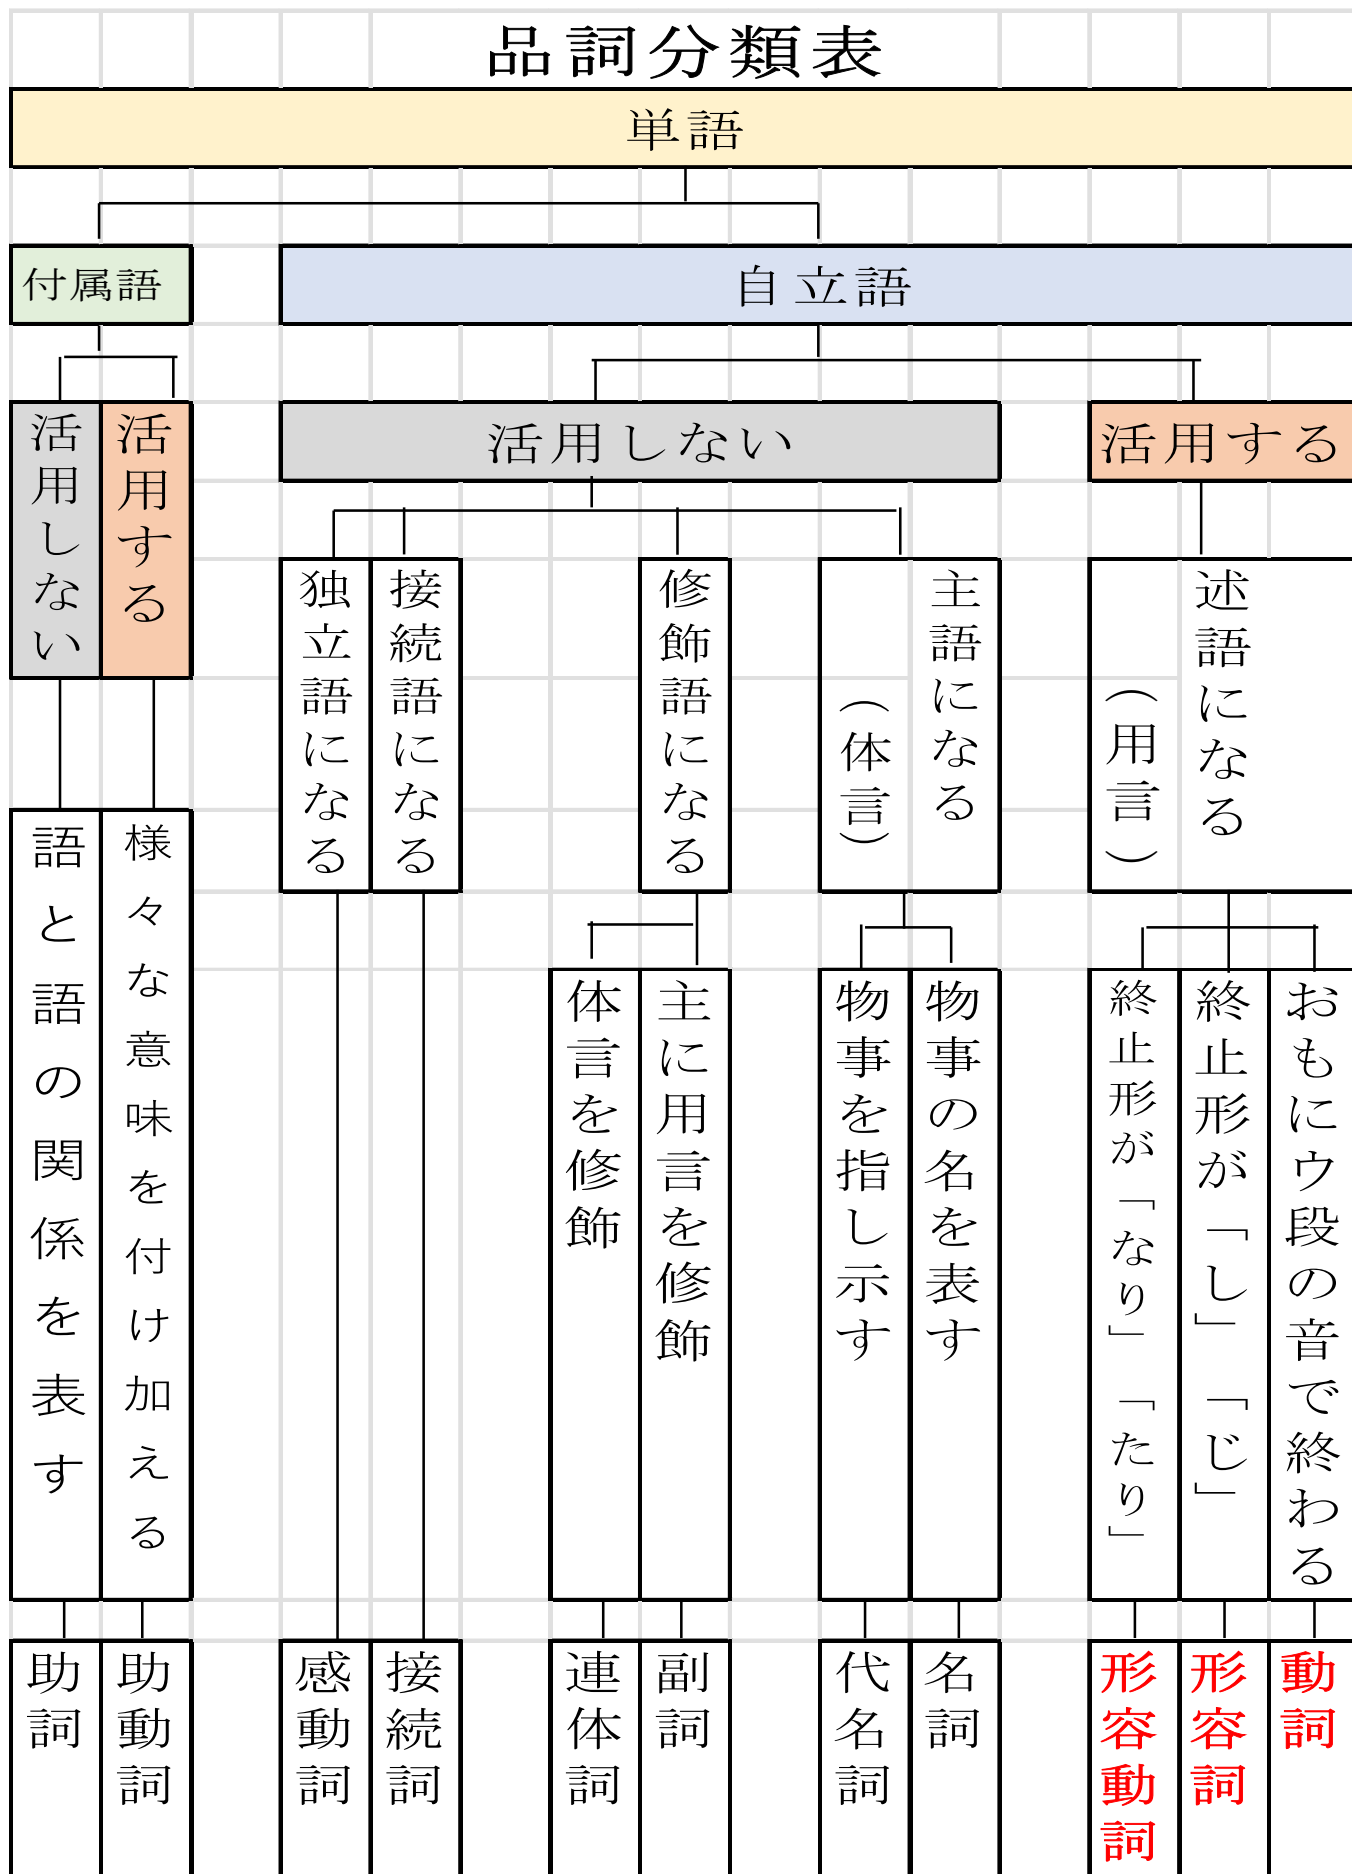 品詞分類表
単語
自立語
付属語
活用する
活用しない
活用する
活用しない
述語になる
（用言）
主語になる
（体言）
修飾語になる
接続語になる
独立語になる
おもにウ段の音で終わる
終止形が「し」「じ」
終止形が「なり」「たり」
物事の名を表す
物事を指し示す
主に用言を修飾
体言を修飾
様々な意味を付け加える
語と語の関係を表す
動詞
形容詞
形容動詞
名詞
代名詞
副詞
連体詞
接続詞
感動詞
助動詞
助詞